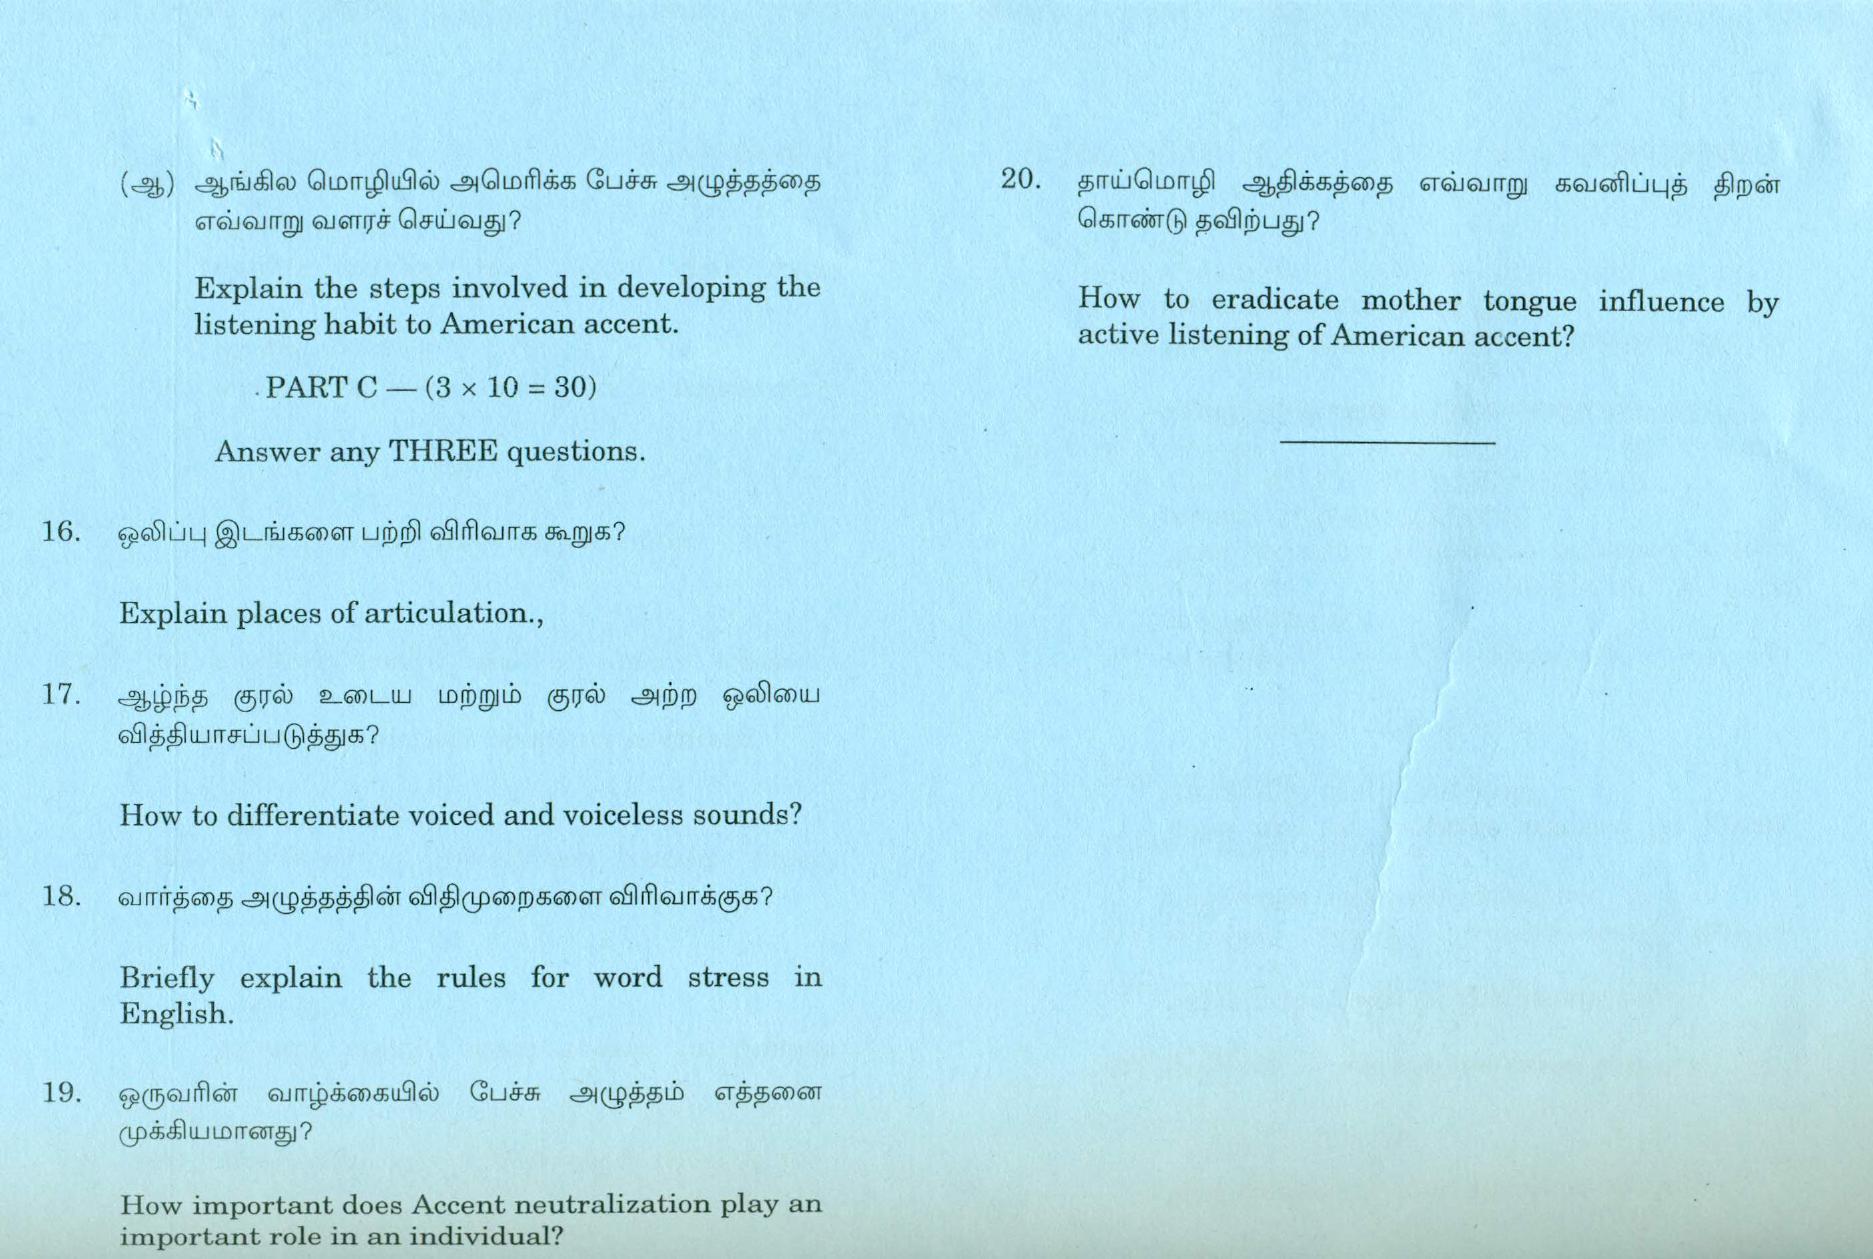 (ஆ) ஆங்கில மொழியில் அமெரிக்க பேச்சு அழுத்தத்தை
எவ்வாறு வளரச் செய்வது?
Explain the steps involved in developing the
listening habit to American accent.
PART C — (3 × 10 = 30)
Answer any THREE questions.
16. ஒலிப்பு இடங்களை பற்றி விரிவாக கூறுக?
Explain places of articulation.,
17. ஆழ்ந்த குரல் உடைய மற்றும் குரல் அற்ற ஒலியை
வித்தியாசப்படுத்துக?
How to differentiate voiced and voiceless sounds?
18. வார்த்தை அழுத்தத்தின் விதிமுறைகளை விரிவாக்குக?
Briefly explain the rules for word stress in
English.
19. ஒருவரின் வாழ்க்கையில் பேச்சு அழுத்தம் எத்தனை
முக்கியமானது?
How important does Accent neutralization play an
important role in an individual?
20. தாய்மொழி ஆதிக்கத்தை எவ்வாறு கவனிப்புத் திறன்
கொண்டு தவிற்பது?
How to eradicate mother tongue influence by
active listening of American accent?